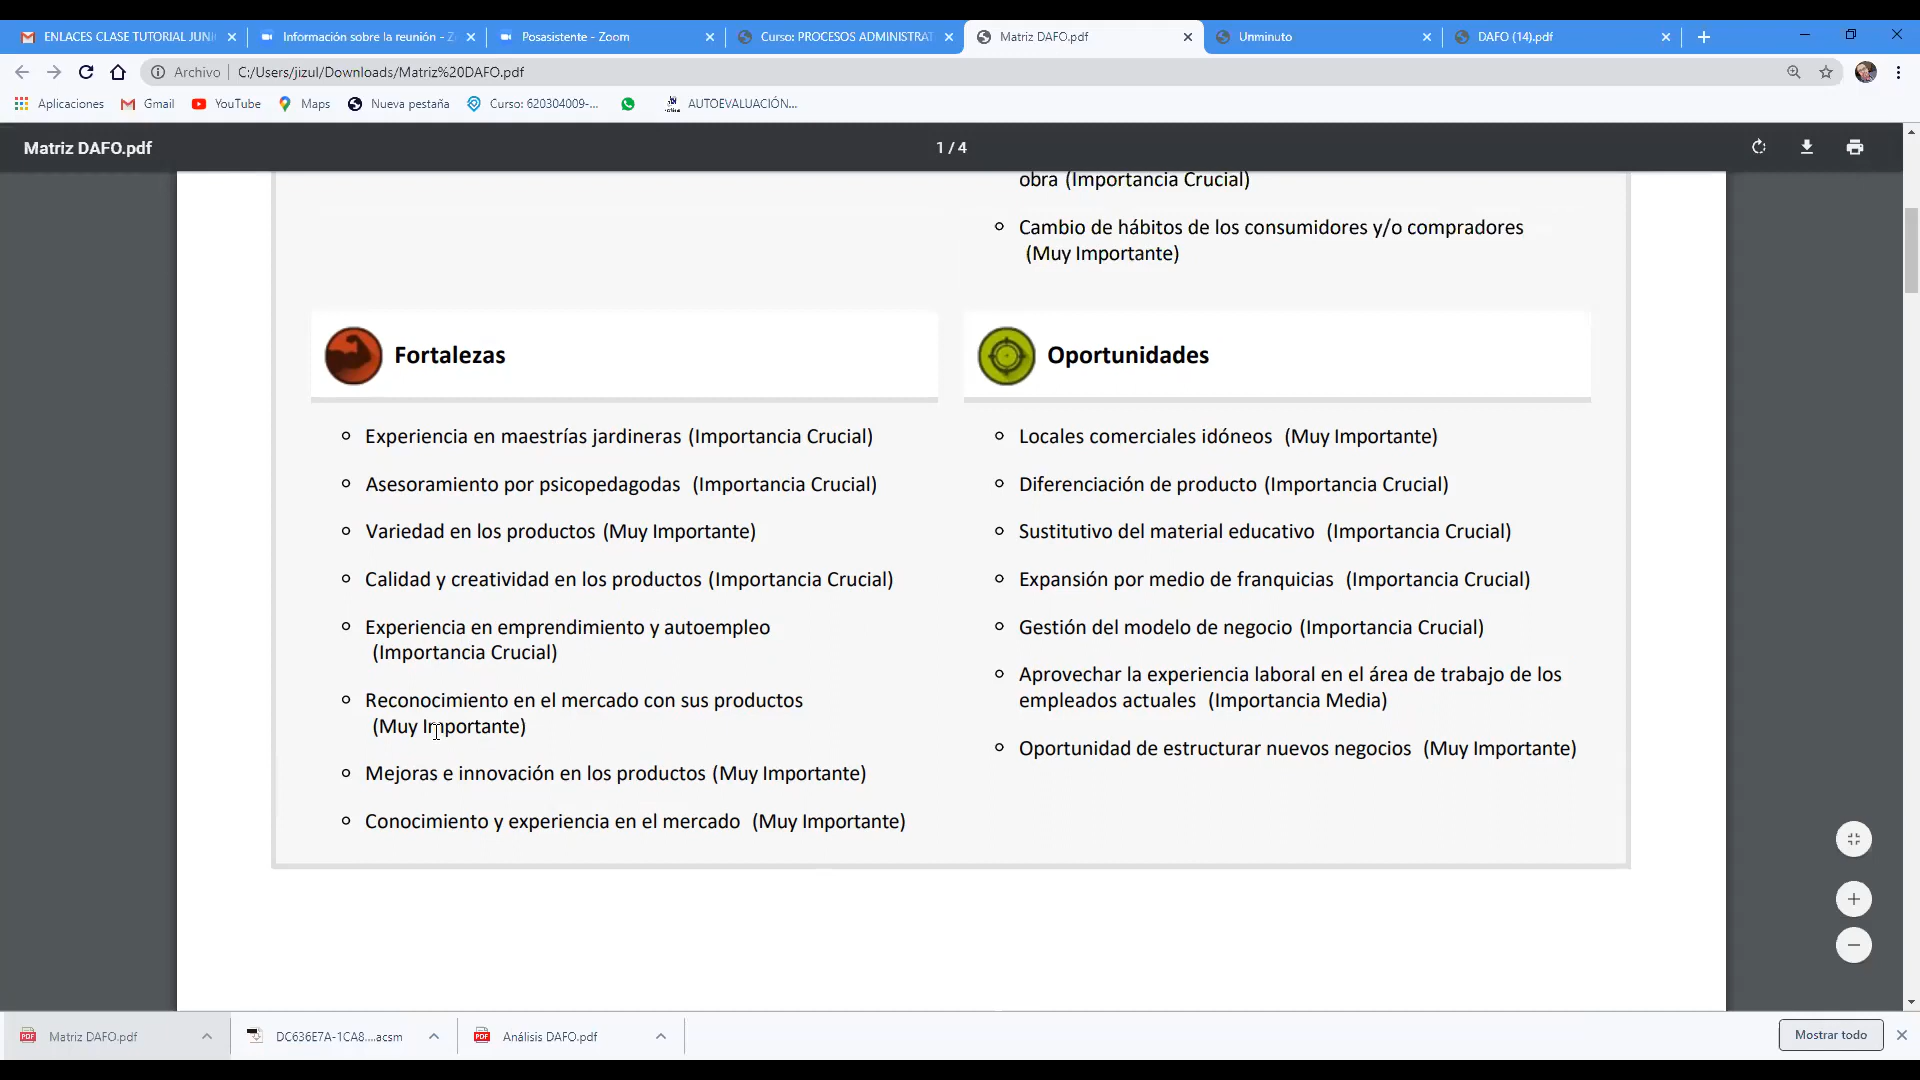 ENLACES CLASE TUTORIAL JUNI
Información sobre la reunión - Z
Posasistente - Zoom
Curso: PROCESOS ADMINISTRAT
Matriz DAFO.pdf
Unminuto
DAFO (14).pdf
Archivo
C:/Users/jizul/Downloads/Matriz%20DAFO.pdf
Aplicaciones
Gmail
YouTube
Maps
Nueva pestaña
Curso: 620304009-...
AUTOEVALUACIÓN...
Matriz DAFO.pdf
1 / 4
obra (Importancia Crucial)
Cambio de hábitos de los consumidores y/o compradores
(Muy Importante)
Fortalezas
Experiencia en maestrías jardineras (Importancia Crucial)
Asesoramiento por psicopedagodas (Importancia Crucial)
Variedad en los productos (Muy Importante)
Calidad y creatividad en los productos (Importancia Crucial)
Experiencia en emprendimiento y autoempleo
(Importancia Crucial)
Reconocimiento en el mercado con sus productos
(Muy Importante)
Mejoras e innovación en los productos (Muy Importante)
Conocimiento y experiencia en el mercado (Muy Importante)
Oportunidades
Locales comerciales idóneos (Muy Importante)
Diferenciación de producto (Importancia Crucial)
Sustitutivo del material educativo (Importancia Crucial)
Expansión por medio de franquicias (Importancia Crucial)
Gestión del modelo de negocio (Importancia Crucial)
Aprovechar la experiencia laboral en el área de trabajo de los
empleados actuales (Importancia Media)
Oportunidad de estructurar nuevos negocios (Muy Importante)
Matriz DAFO.pdf
DC636E7A-1CA8....acsm
Análisis DAFO.pdf
Mostrar todo